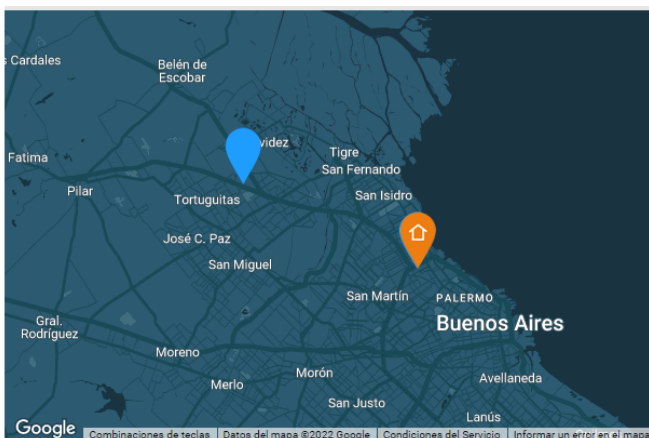 s Cardales
Belén de
Escobar
videz
Fatima
Tigre
San Fernando
Pilar
Tortuguitas
San Isidro
José C. Paz
San Miguel
San Martín
PALERMO
Buenos Aires
Gral.
Rodríguez
Moreno
Morón
Merlo
Avellaneda
San Justo
Lanús
Google
Combinaciones de teclas
Datos del mapa ©2022 Google
Condiciones del Servicio
Informar un error en el mapa